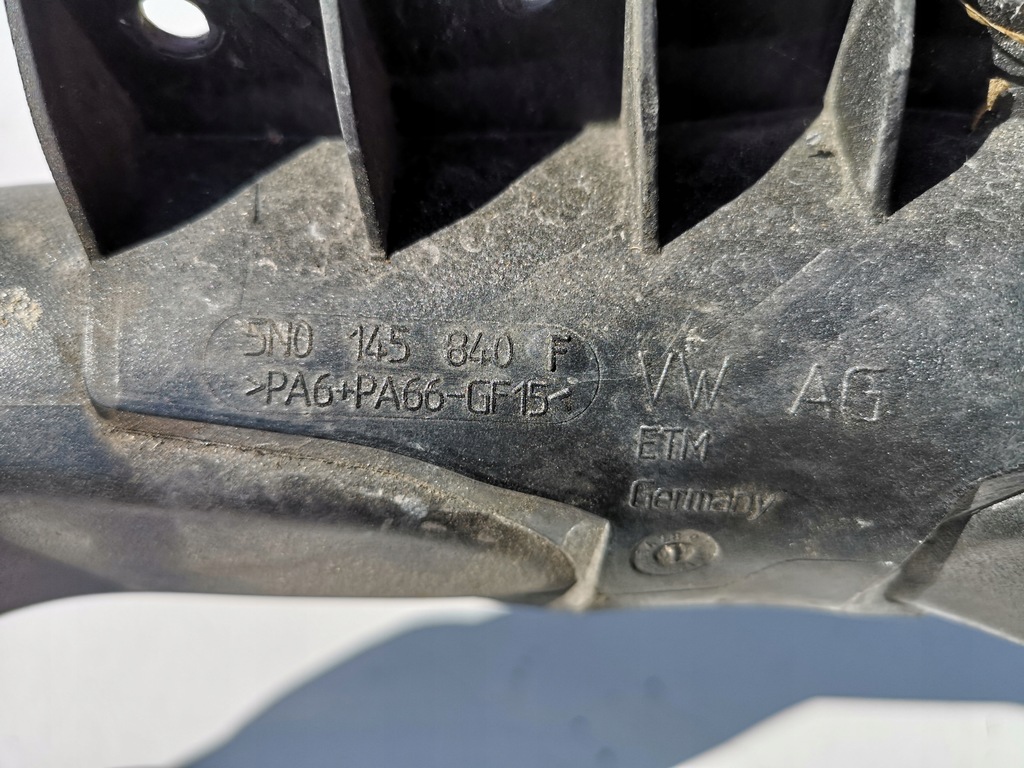 5N0 145 840 F
>PA6+PA66-GF15<
VW AG
ETM
Germany